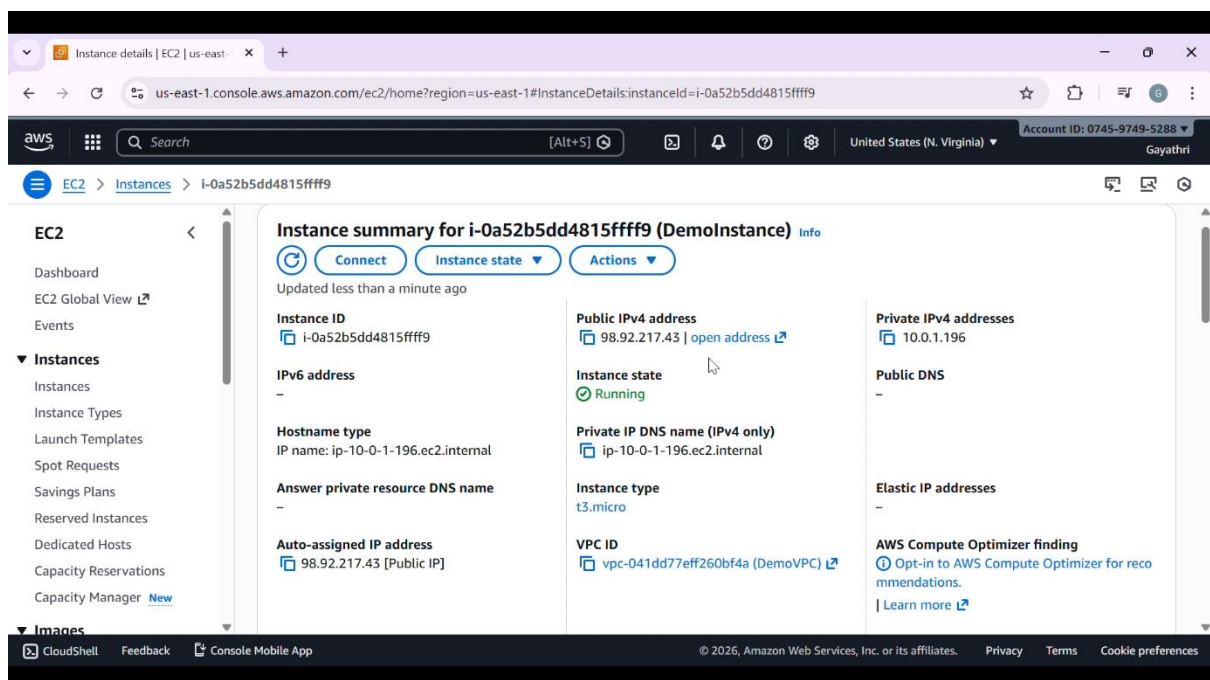 Instance details | EC2 | us-east-
us-east-1.console.aws.amazon.com/ec2/home?region=us-east-1#InstanceDetails:instanceId=i-0a52b5dd4815ffff9
G
aws
Search
[Alt+S]
United States (N. Virginia)
Account ID: 0745-9749-5288
Gayathri
EC2 > Instances > i-0a52b5dd4815ffff9
EC2
Dashboard
EC2 Global View
Events
Instances
Instances
Instance Types
Launch Templates
Spot Requests
Savings Plans
Reserved Instances
Dedicated Hosts
Capacity Reservations
Capacity Manager New
Images
Instance summary for i-0a52b5dd4815ffff9 (DemoInstance) Info
Connect
Instance state
Actions
Updated less than a minute ago
Instance ID
i-0a52b5dd4815ffff9
Public IPv4 address
98.92.217.43 | open address
Private IPv4 addresses
10.0.1.196
IPv6 address
–
Instance state
Running
Public DNS
–
Hostname type
IP name: ip-10-0-1-196.ec2.internal
Private IP DNS name (IPv4 only)
ip-10-0-1-196.ec2.internal
Answer private resource DNS name
–
Instance type
t3.micro
Elastic IP addresses
–
Auto-assigned IP address
98.92.217.43 [Public IP]
VPC ID
vpc-041dd77eff260bf4a (DemoVPC)
AWS Compute Optimizer finding
Opt-in to AWS Compute Optimizer for reco
mmendations.
| Learn more
CloudShell
Feedback
Console Mobile App
© 2026, Amazon Web Services, Inc. or its affiliates.
Privacy
Terms
Cookie preferences